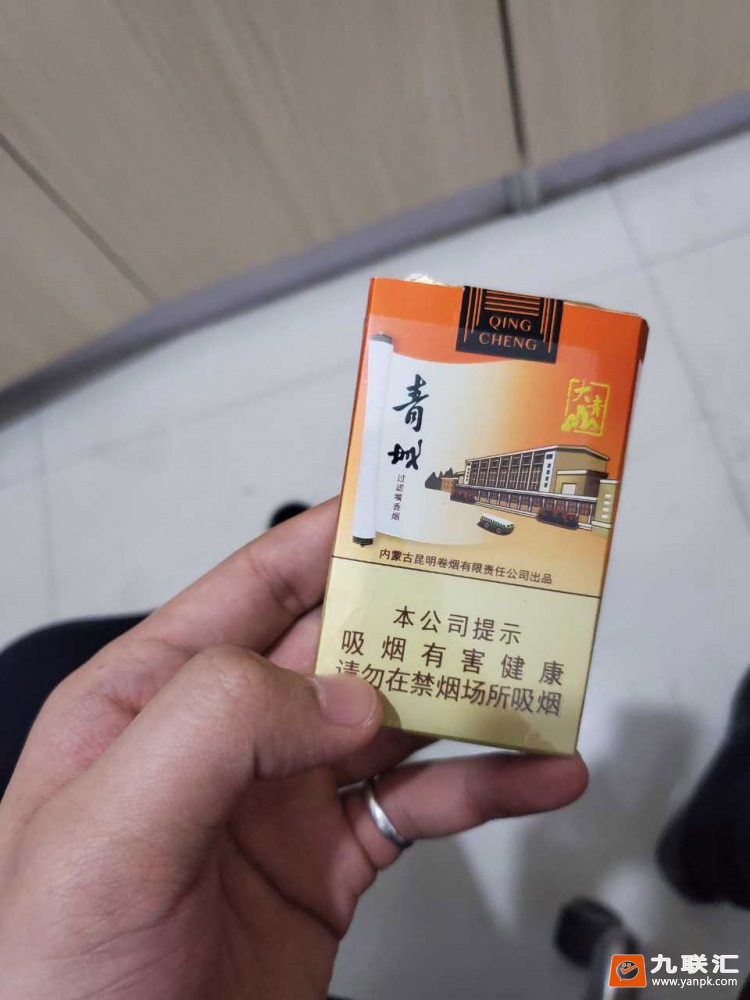 QING
CHENG
大青山
青城
过滤嘴香烟
内蒙古昆明卷烟有限责任公司出品
本公司提示
吸烟有害健康
请勿在禁烟场所吸烟
九联汇
www.yanpk.com